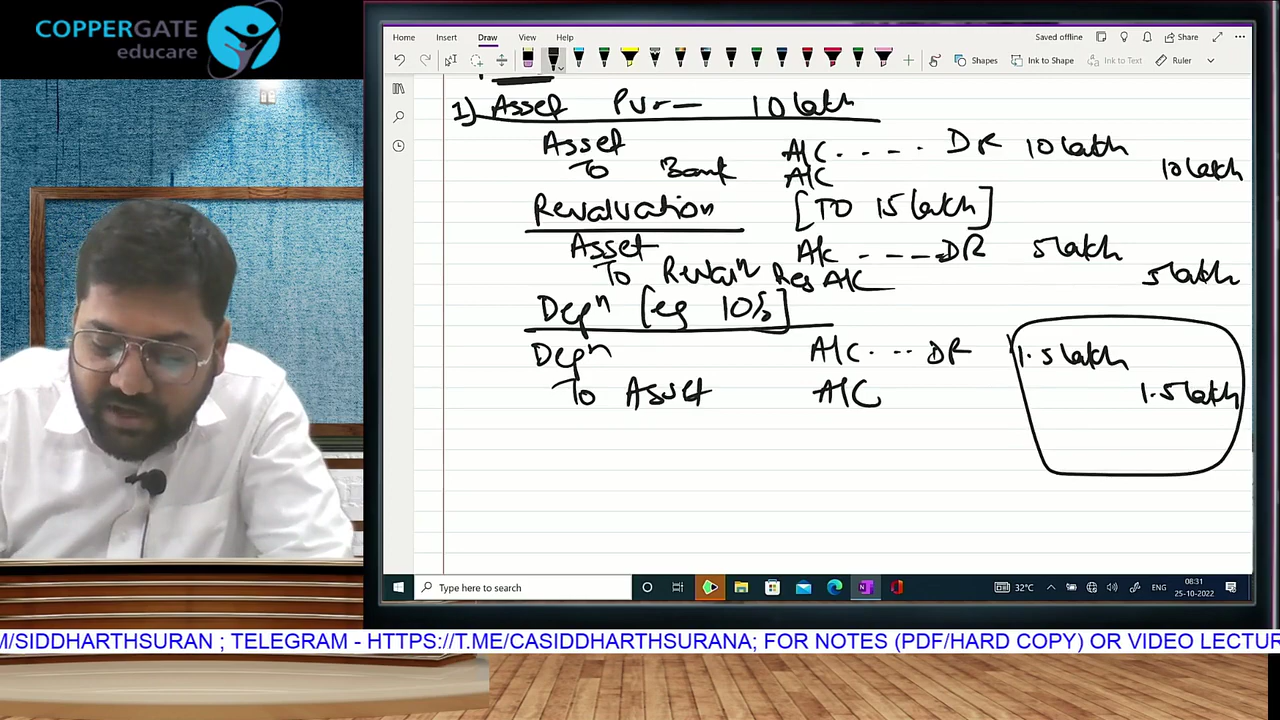 COPPERGATE
educare
Home Insert Draw View Help
Saved offline
Share
Shapes
Ink to Shape
Ink to Text
Ruler
1) Asset Pur— 10 lakh
Asset A/C.---. DR 10 lakh
To Bank A/C 10 lakh
Revaluation [TO 15 lakh]
Asset A/c ---- DR 5 lakh
To Revaln Res A/C 5 lakh
Depn [eg 10%]
Depn A/C. .. DR 1.5 lakh
To Asset A/C 1.5 lakh
Type here to search
32°C
ENG
08:31
25-10-2022
M/SIDDHARTHSURAN ; TELEGRAM - HTTPS://T.ME/CASIDDHARTHSURANA; FOR NOTES (PDF/HARD COPY) OR VIDEO LECTUR